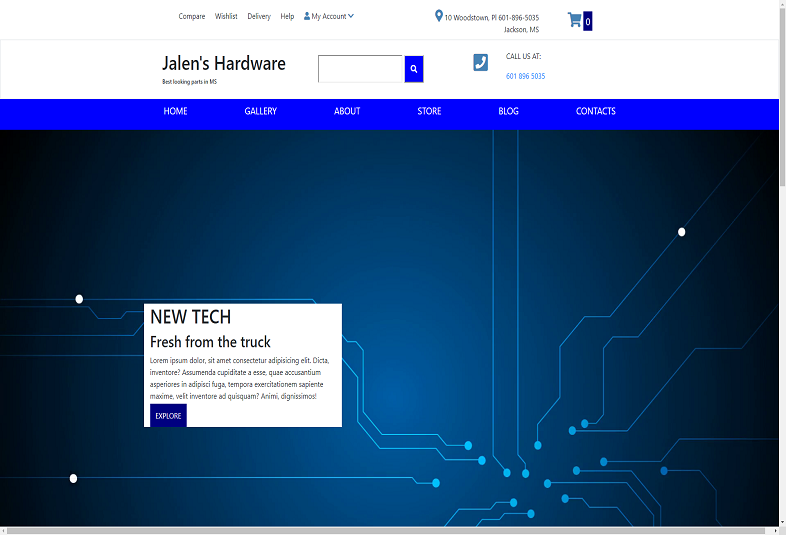 Compare Wishlist Delivery Help My Account
10 Woodstown, Pl 601-896-5035
Jackson, MS
0
Jalen's Hardware
Best looking parts in MS
CALL US AT:
601 896 5035
HOME GALLERY ABOUT STORE BLOG CONTACTS
NEW TECH
Fresh from the truck
Lorem ipsum dolor, sit amet consectetur adipisicing elit. Dicta,
inventore? Assumenda cupiditate a esse, quae accusantium
asperiores in adipisci fuga, tempora exercitationem sapiente
maxime, velit inventore ad quisquam? Animi, dignissimos!
EXPLORE